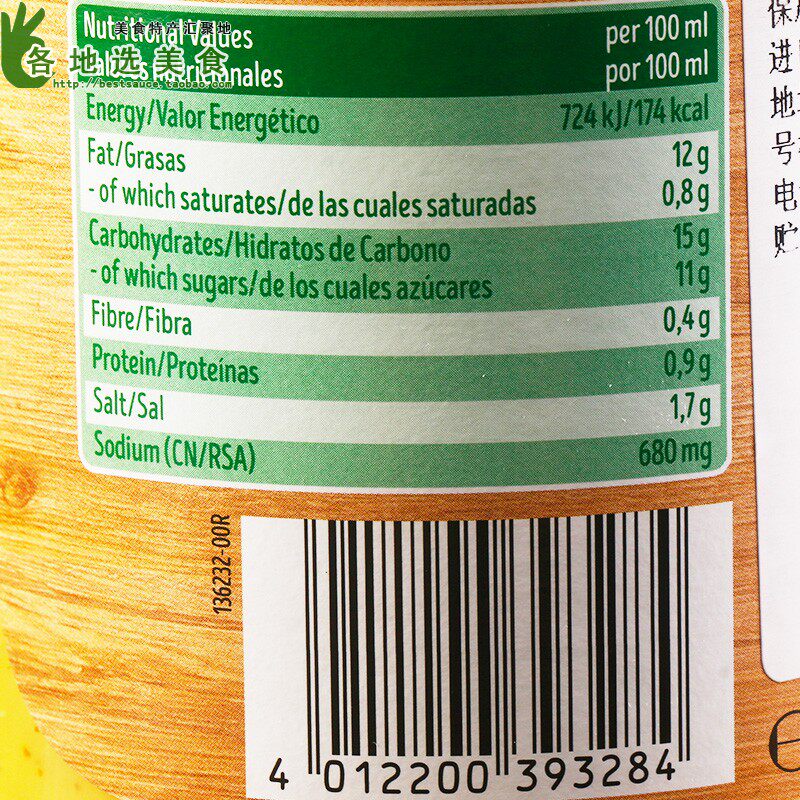 美食特产汇聚地
各地选美食
http://bestsauce.taobao.com
Nutritional Values per 100 ml
por 100 ml
Energy/Valor Energético 724 kJ/174 kcal
Fat/Grasas 12 g
- of which saturates/de las cuales saturadas 0,8 g
Carbohydrates/Hidratos de Carbono 15 g
- of which sugars/de los cuales azúcares 11 g
Fibre/Fibra 0,4 g
Protein/Proteínas 0,9 g
Salt/Sal 1,7 g
Sodium (CN/RSA) 680 mg
136232-00R
4 012200 393284
进
地
号
电
贮
e